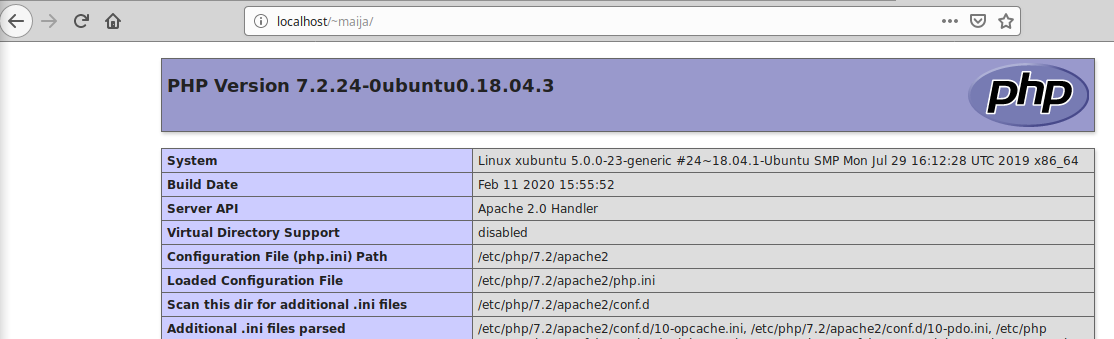 localhost/~maija/
PHP Version 7.2.24-0ubuntu0.18.04.3
php
System Linux xubuntu 5.0.0-23-generic #24~18.04.1-Ubuntu SMP Mon Jul 29 16:12:28 UTC 2019 x86_64
Build Date Feb 11 2020 15:55:52
Server API Apache 2.0 Handler
Virtual Directory Support disabled
Configuration File (php.ini) Path /etc/php/7.2/apache2
Loaded Configuration File /etc/php/7.2/apache2/php.ini
Scan this dir for additional .ini files /etc/php/7.2/apache2/conf.d
Additional .ini files parsed /etc/php/7.2/apache2/conf.d/10-opcache.ini, /etc/php/7.2/apache2/conf.d/10-pdo.ini, /etc/php